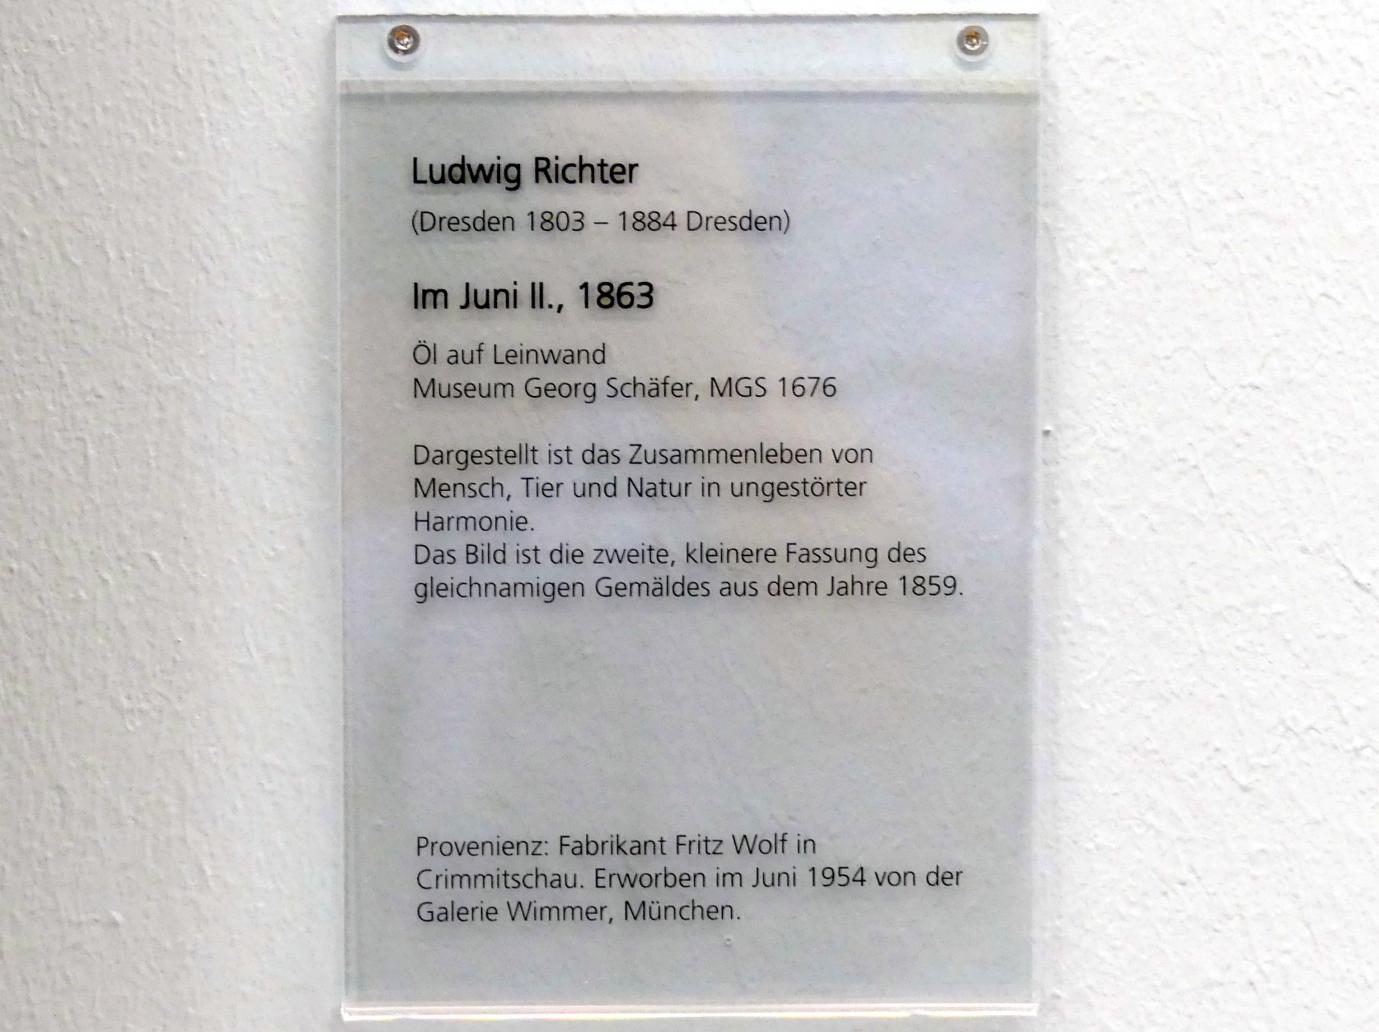 Ludwig Richter
(Dresden 1803 – 1884 Dresden)
Im Juni II., 1863
Öl auf Leinwand
Museum Georg Schäfer, MGS 1676
Dargestellt ist das Zusammenleben von
Mensch, Tier und Natur in ungestörter
Harmonie.
Das Bild ist die zweite, kleinere Fassung des
gleichnamigen Gemäldes aus dem Jahre 1859.
Provenienz: Fabrikant Fritz Wolf in
Crimmitschau. Erworben im Juni 1954 von der
Galerie Wimmer, München.